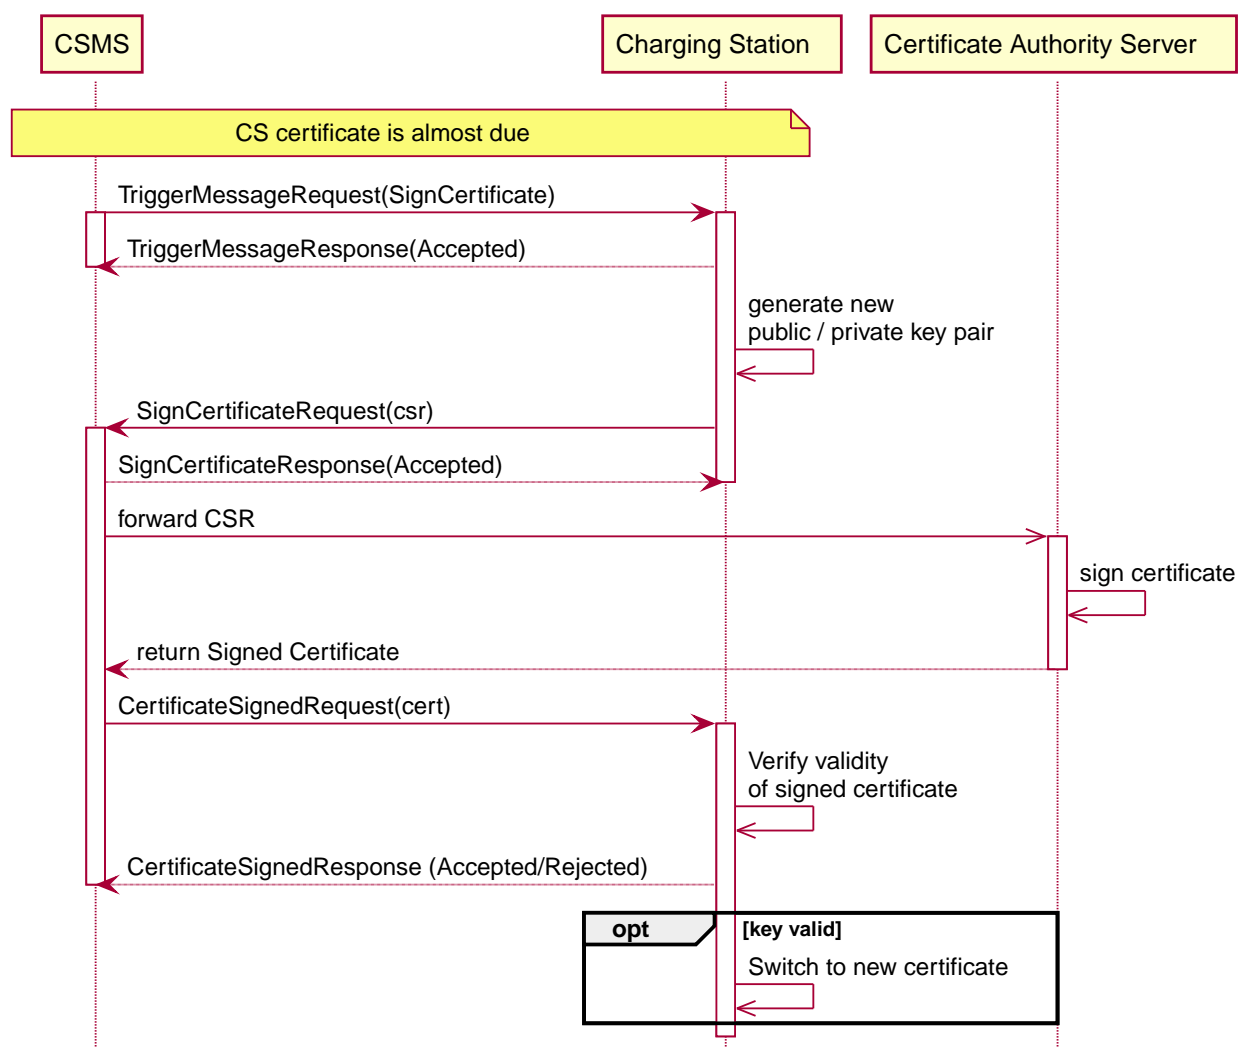 CSMS
Charging Station
Certificate Authority Server
CS certificate is almost due
TriggerMessageRequest(SignCertificate)
TriggerMessageResponse(Accepted)
generate new
public / private key pair
SignCertificateRequest(csr)
SignCertificateResponse(Accepted)
forward CSR
sign certificate
return Signed Certificate
CertificateSignedRequest(cert)
Verify validity
of signed certificate
CertificateSignedResponse (Accepted/Rejected)
opt
[key valid]
Switch to new certificate